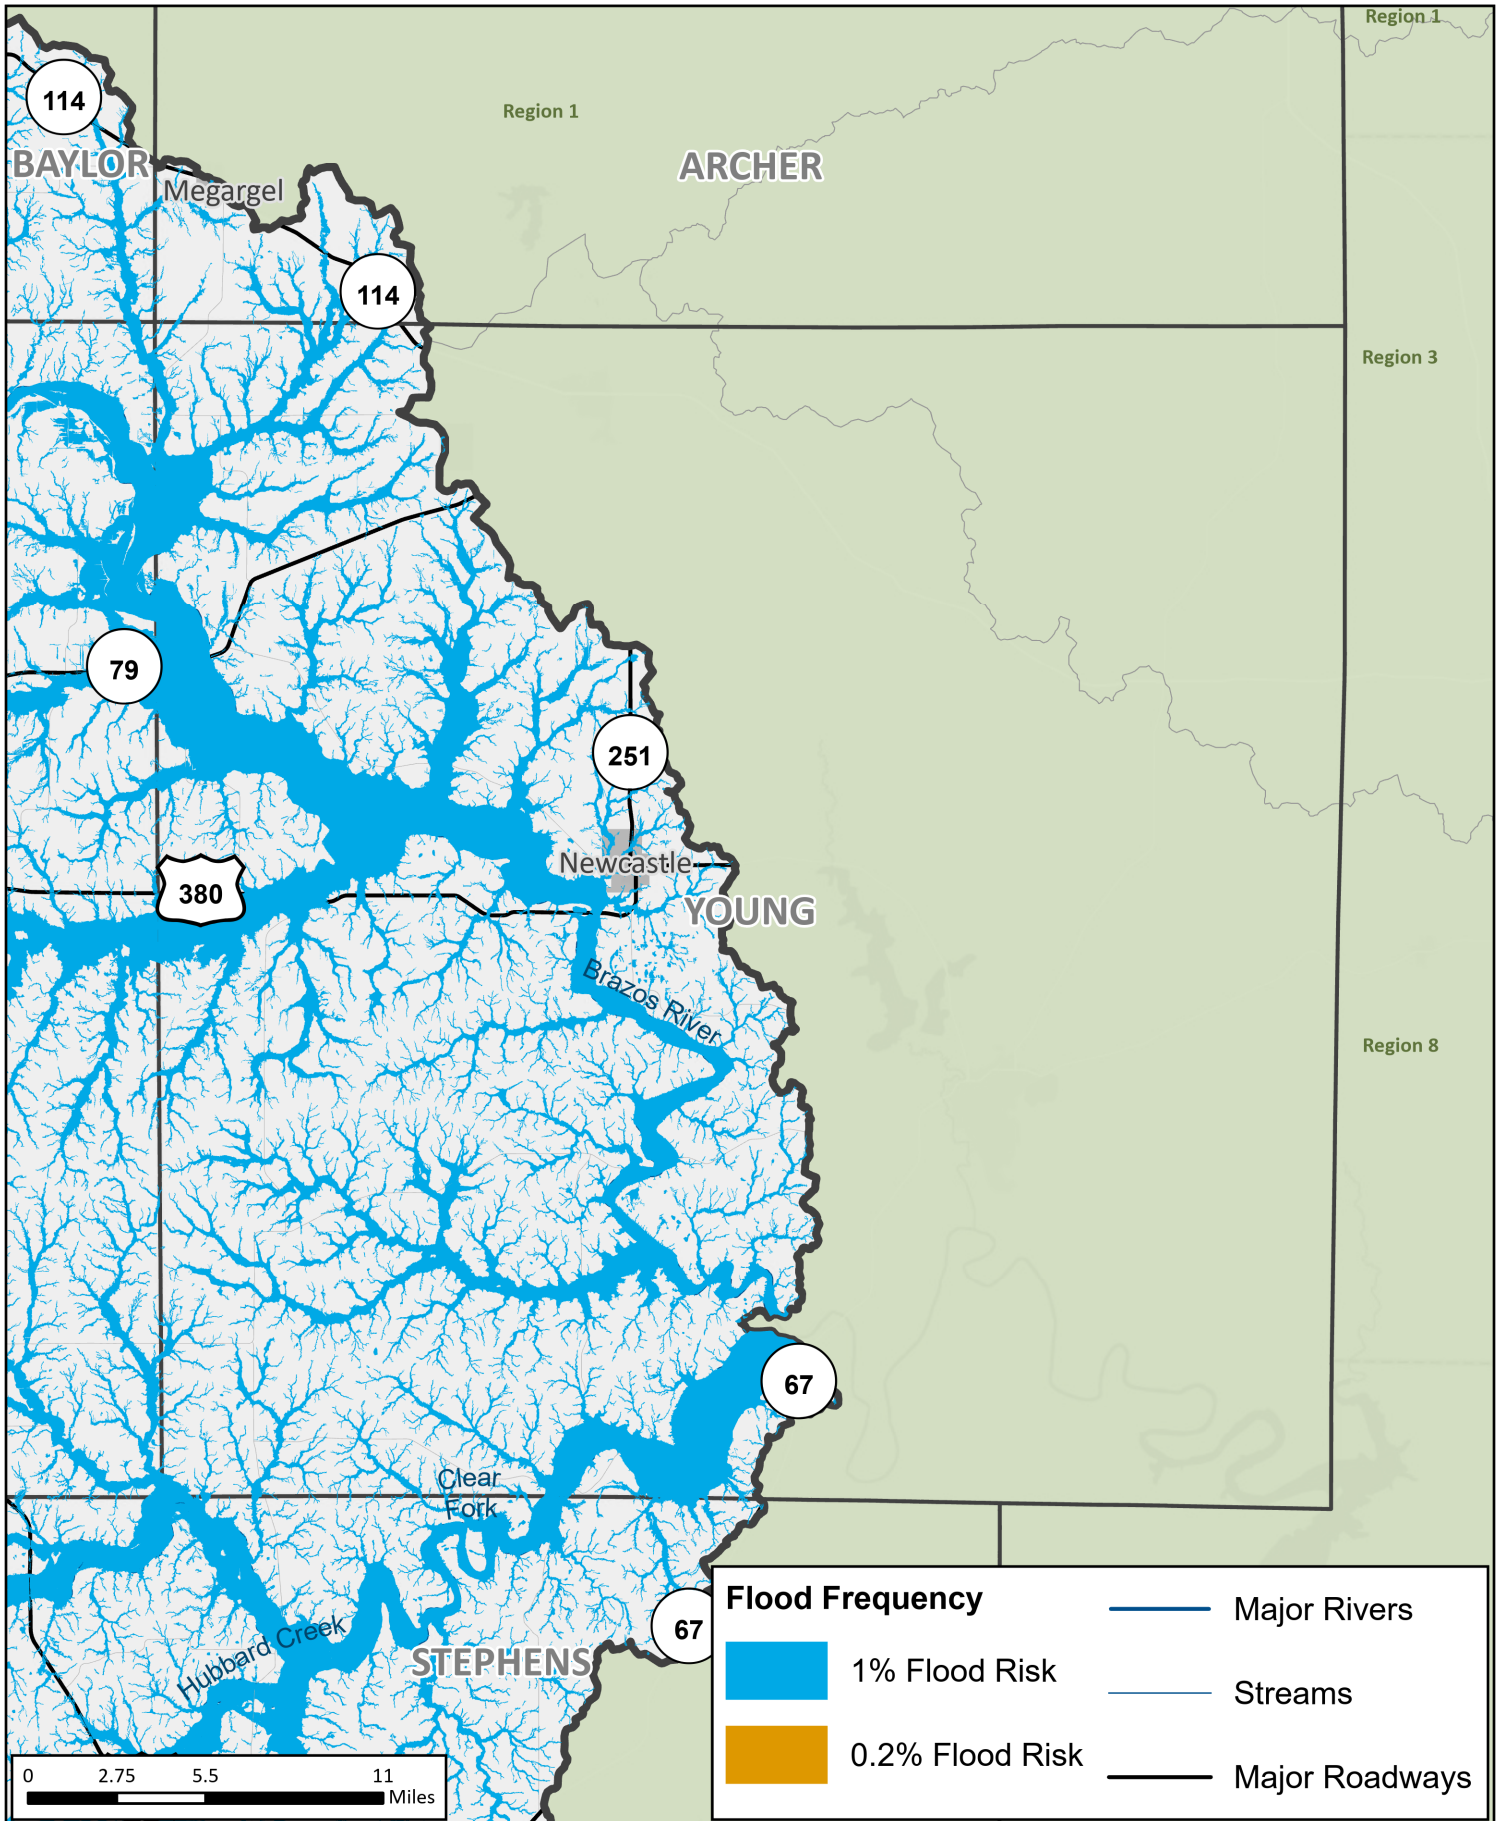 Region 1
114
Region 1
BAYLOR
ARCHER
Megargel
114
Region 3
79
251
Newcastle
380
YOUNG
Brazos River
Region 8
67
Clear
Fork
Hubbard Creek
67
STEPHENS
Flood Frequency
1% Flood Risk
0.2% Flood Risk
Major Rivers
Streams
Major Roadways
0 2.75 5.5 11
Miles